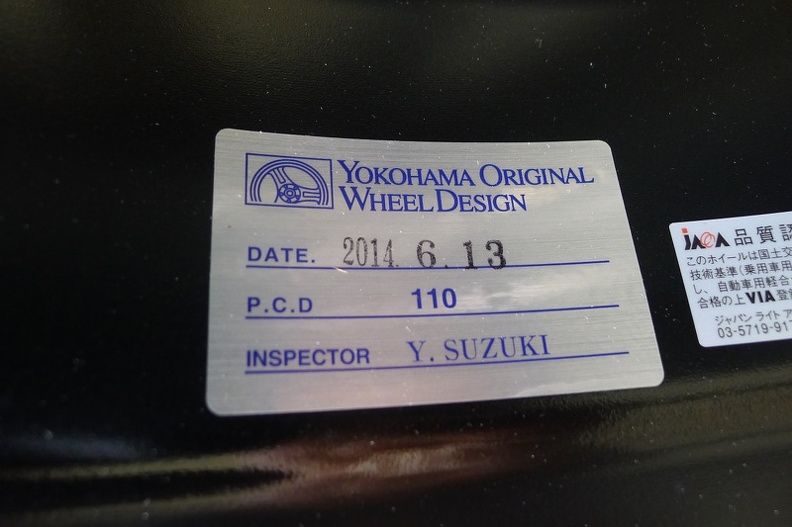 YOKOHAMA ORIGINAL
WHEEL DESIGN
DATE. 2014. 6.13
P.C.D 110
INSPECTOR Y. SUZUKI
JAWA 品質認
このホイールは国土交
技術基準(乗用車用
し、自動車用軽合
合格の上VIA登録
ジャパン ライト ア
03-5719-917